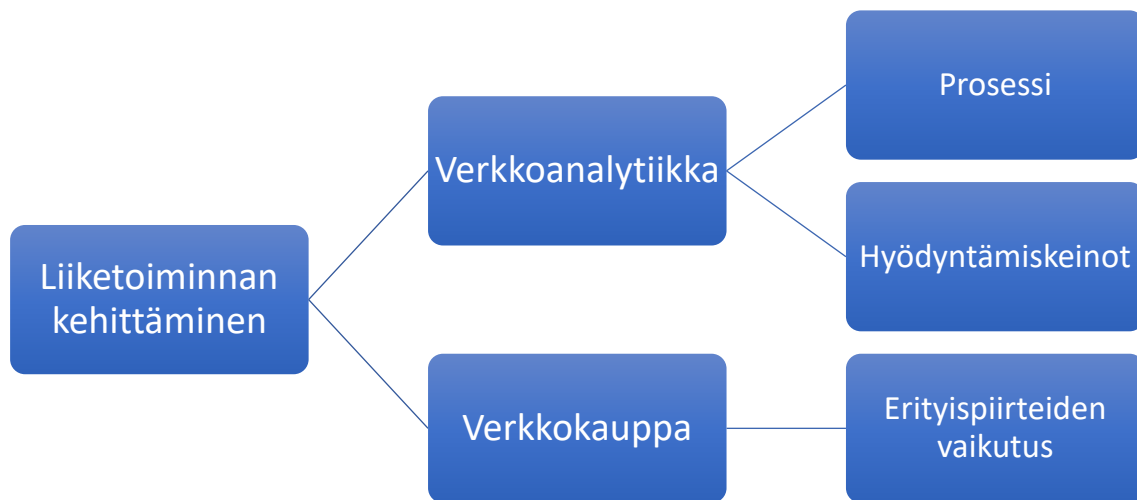 Liiketoiminnan
kehittäminen
Verkkoanalytiikka
Prosessi
Hyödyntämiskeinot
Verkkokauppa
Erityispiirteiden
vaikutus